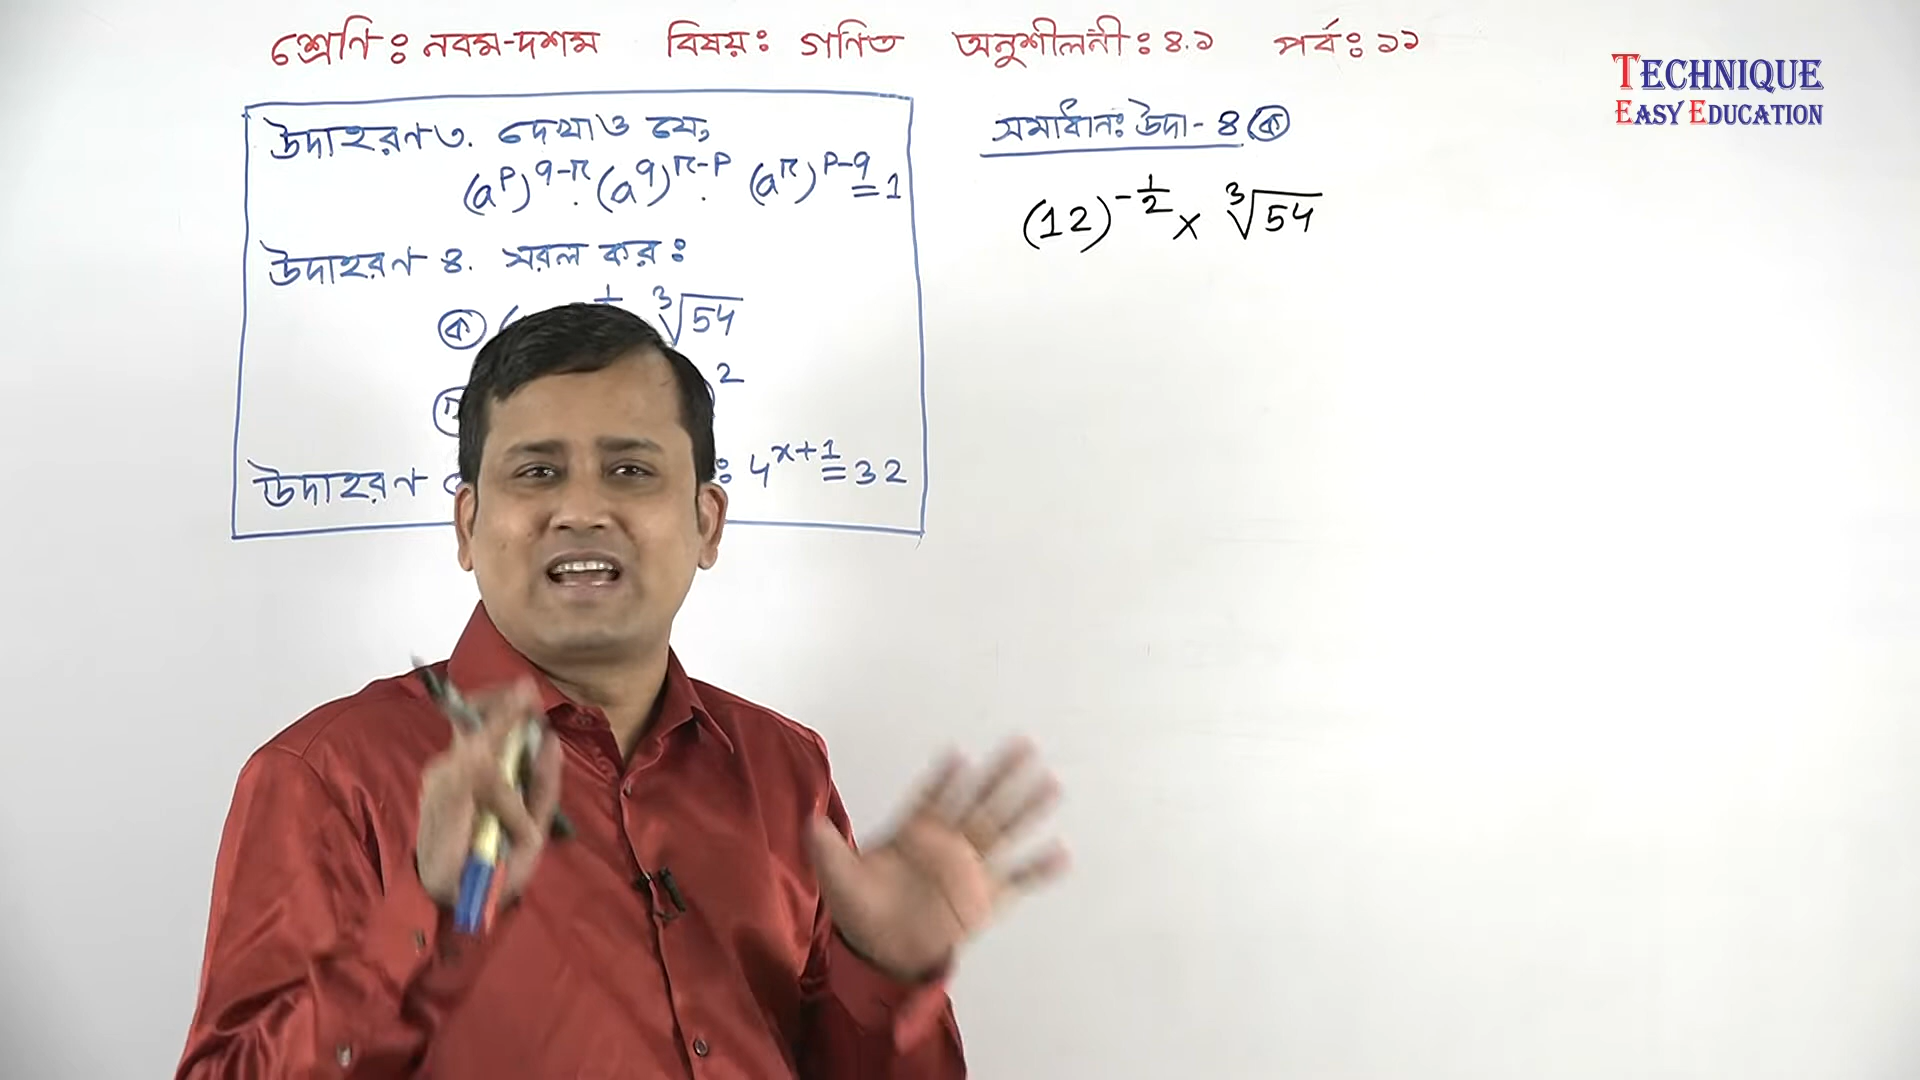 শ্রেণি: নবম-দশম বিষয়: গণিত অনুশীলনী: ৪.১ পর্ব: ১১
TECHNIQUE
EASY EDUCATION
উদাহরণ ৩. দেখাও যে,
(a^p)^{q-r}. (a^q)^{r-p}. (a^r)^{p-q} = 1
উদাহরণ ৪. সরল কর:
ক ( ∛54
2
উদাহরণ : 4^{x+1} = 32
সমাধান: উদা- ৪ ক
(12)^{-1/2} × ∛54